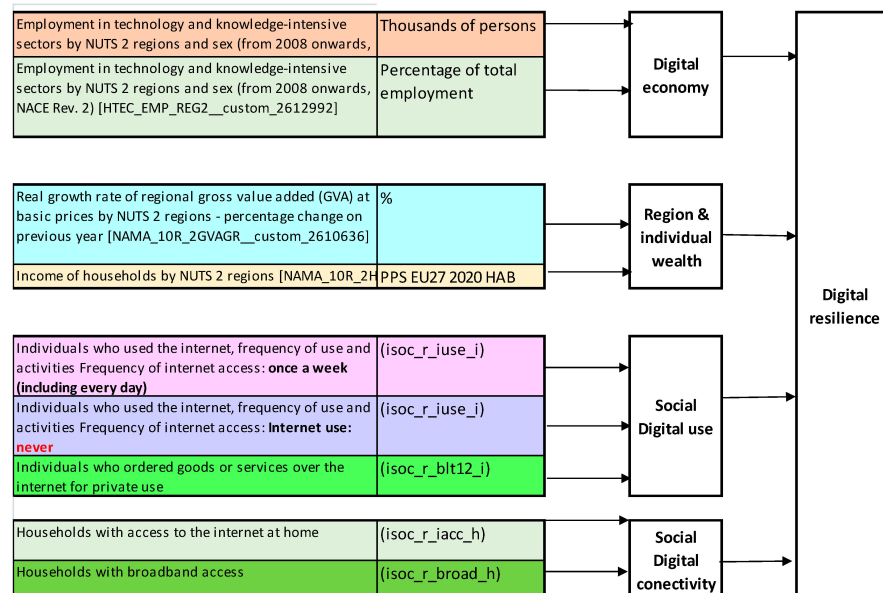 Employment in technology and knowledge-intensive
sectors by NUTS 2 regions and sex (from 2008 onwards,
Thousands of persons
Employment in technology and knowledge-intensive
sectors by NUTS 2 regions and sex (from 2008 onwards,
NACE Rev. 2) [HTEC_EMP_REG2__custom_2612992]
Percentage of total
employment
Digital
economy
Real growth rate of regional gross value added (GVA) at
basic prices by NUTS 2 regions - percentage change on
previous year [NAMA_10R_2GVAGR__custom_2610636]
%
Income of households by NUTS 2 regions [NAMA_10R_2H
PPS EU27 2020 HAB
Region &
individual
wealth
Digital
resilience
Individuals who used the internet, frequency of use and
activities Frequency of internet access: once a week
(including every day)
(isoc_r_iuse_i)
Individuals who used the internet, frequency of use and
activities Frequency of internet access: Internet use:
never
(isoc_r_iuse_i)
Individuals who ordered goods or services over the
internet for private use
(isoc_r_blt12_i)
Social
Digital use
Households with access to the internet at home
(isoc_r_iacc_h)
Households with broadband access
(isoc_r_broad_h)
Social
Digital
conectivity